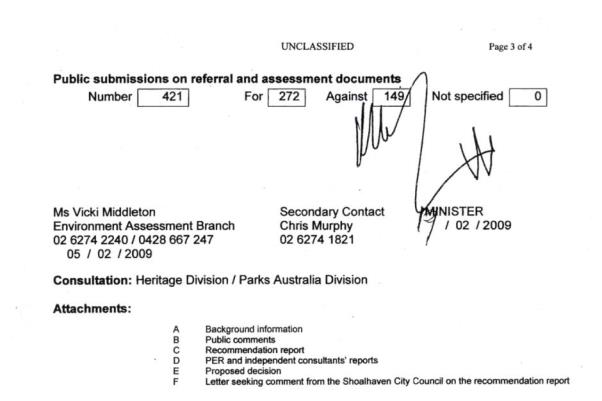 UNCLASSIFIED Page 3 of 4
Public submissions on referral and assessment documents
Number 421 For 272 Against 149 Not specified 0
Ms Vicki Middleton Secondary Contact MINISTER
Environment Assessment Branch Chris Murphy / 02 / 2009
02 6274 2240 / 0428 667 247 02 6274 1821
05 / 02 / 2009
Consultation: Heritage Division / Parks Australia Division
Attachments:
A Background information
B Public comments
C Recommendation report
D PER and independent consultants' reports
E Proposed decision
F Letter seeking comment from the Shoalhaven City Council on the recommendation report